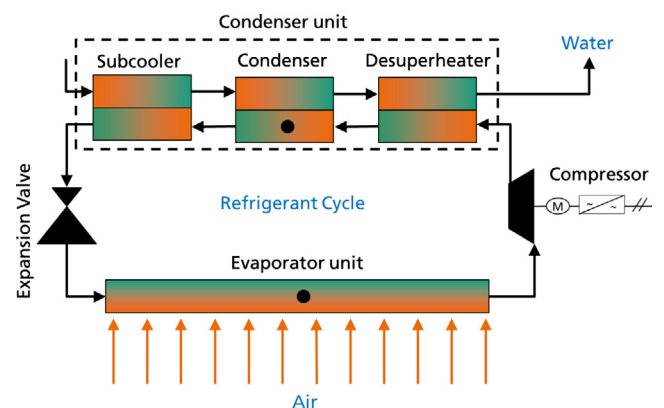 Condenser unit
Subcooler
Condenser
Desuperheater
Water
Expansion Valve
Refrigerant Cycle
Compressor
M
~
~
Evaporator unit
Air